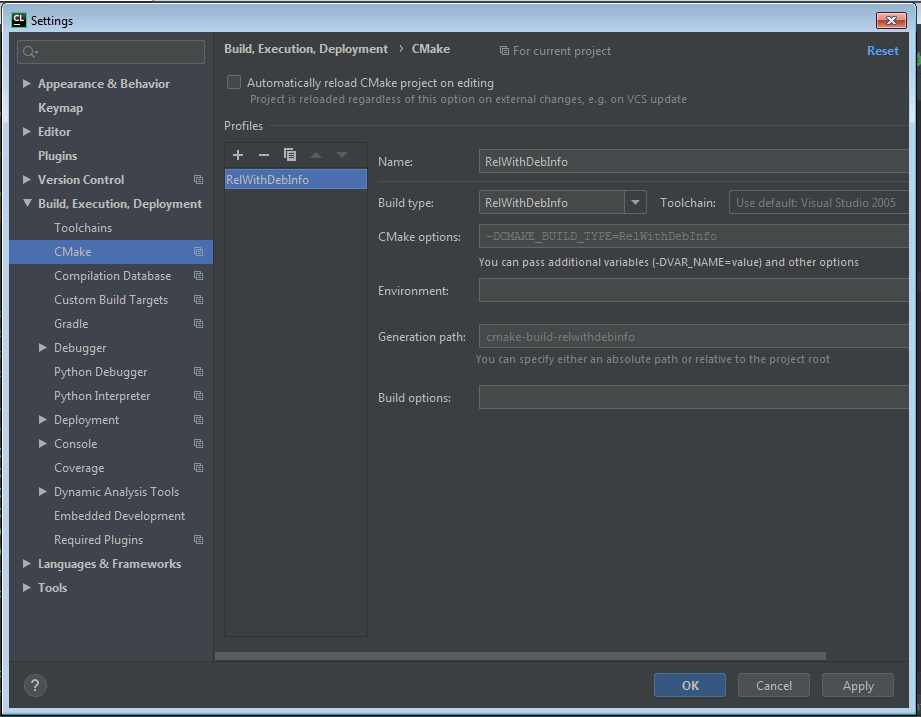 CL Settings
Build, Execution, Deployment › CMake For current project Reset
Automatically reload CMake project on editing
Project is reloaded regardless of this option on external changes, e.g. on VCS update
Appearance & Behavior
Keymap
Editor
Plugins
Version Control
Build, Execution, Deployment
Toolchains
CMake
Compilation Database
Custom Build Targets
Gradle
Debugger
Python Debugger
Python Interpreter
Deployment
Console
Coverage
Dynamic Analysis Tools
Embedded Development
Required Plugins
Languages & Frameworks
Tools
Profiles
RelWithDebInfo
Name: RelWithDebInfo
Build type: RelWithDebInfo Toolchain: Use default: Visual Studio 2005
CMake options: -DCMAKE_BUILD_TYPE=RelWithDebInfo
You can pass additional variables (-DVAR_NAME=value) and other options
Environment:
Generation path: cmake-build-relwithdebinfo
You can specify either an absolute path or relative to the project root
Build options:
? OK Cancel Apply